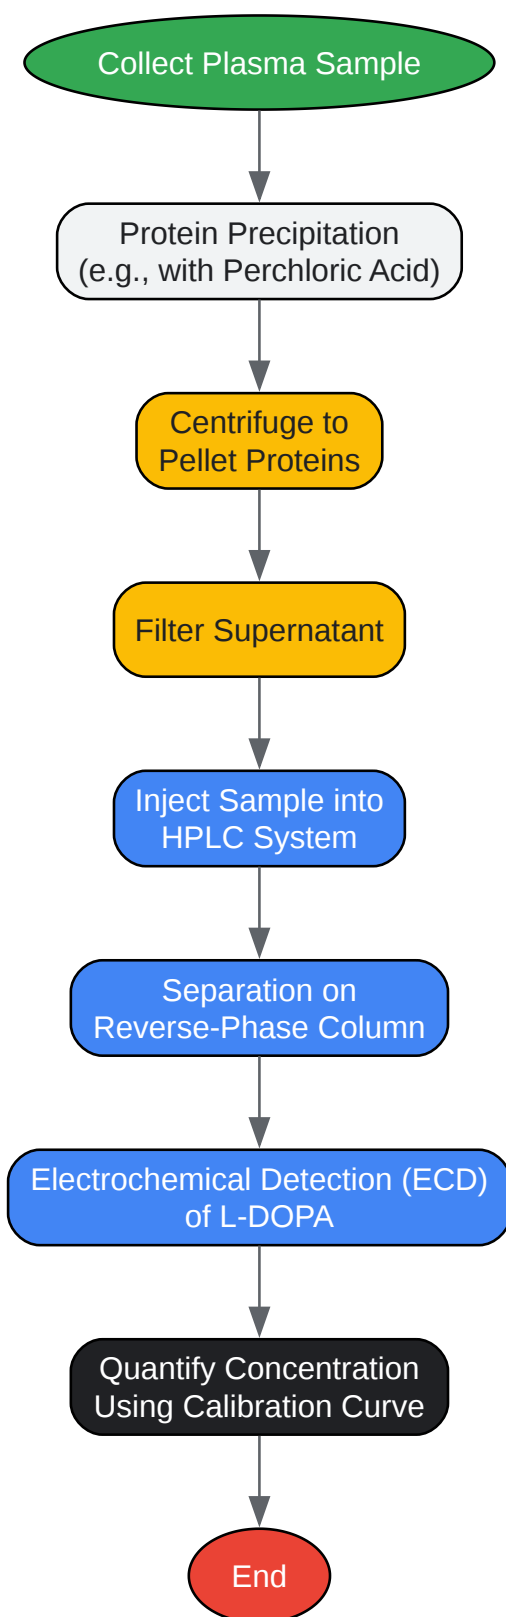 Collect Plasma Sample
Protein Precipitation
(e.g., with Perchloric Acid)
Centrifuge to
Pellet Proteins
Filter Supernatant
Inject Sample into
HPLC System
Separation on
Reverse-Phase Column
Electrochemical Detection (ECD)
of L-DOPA
Quantify Concentration
Using Calibration Curve
End